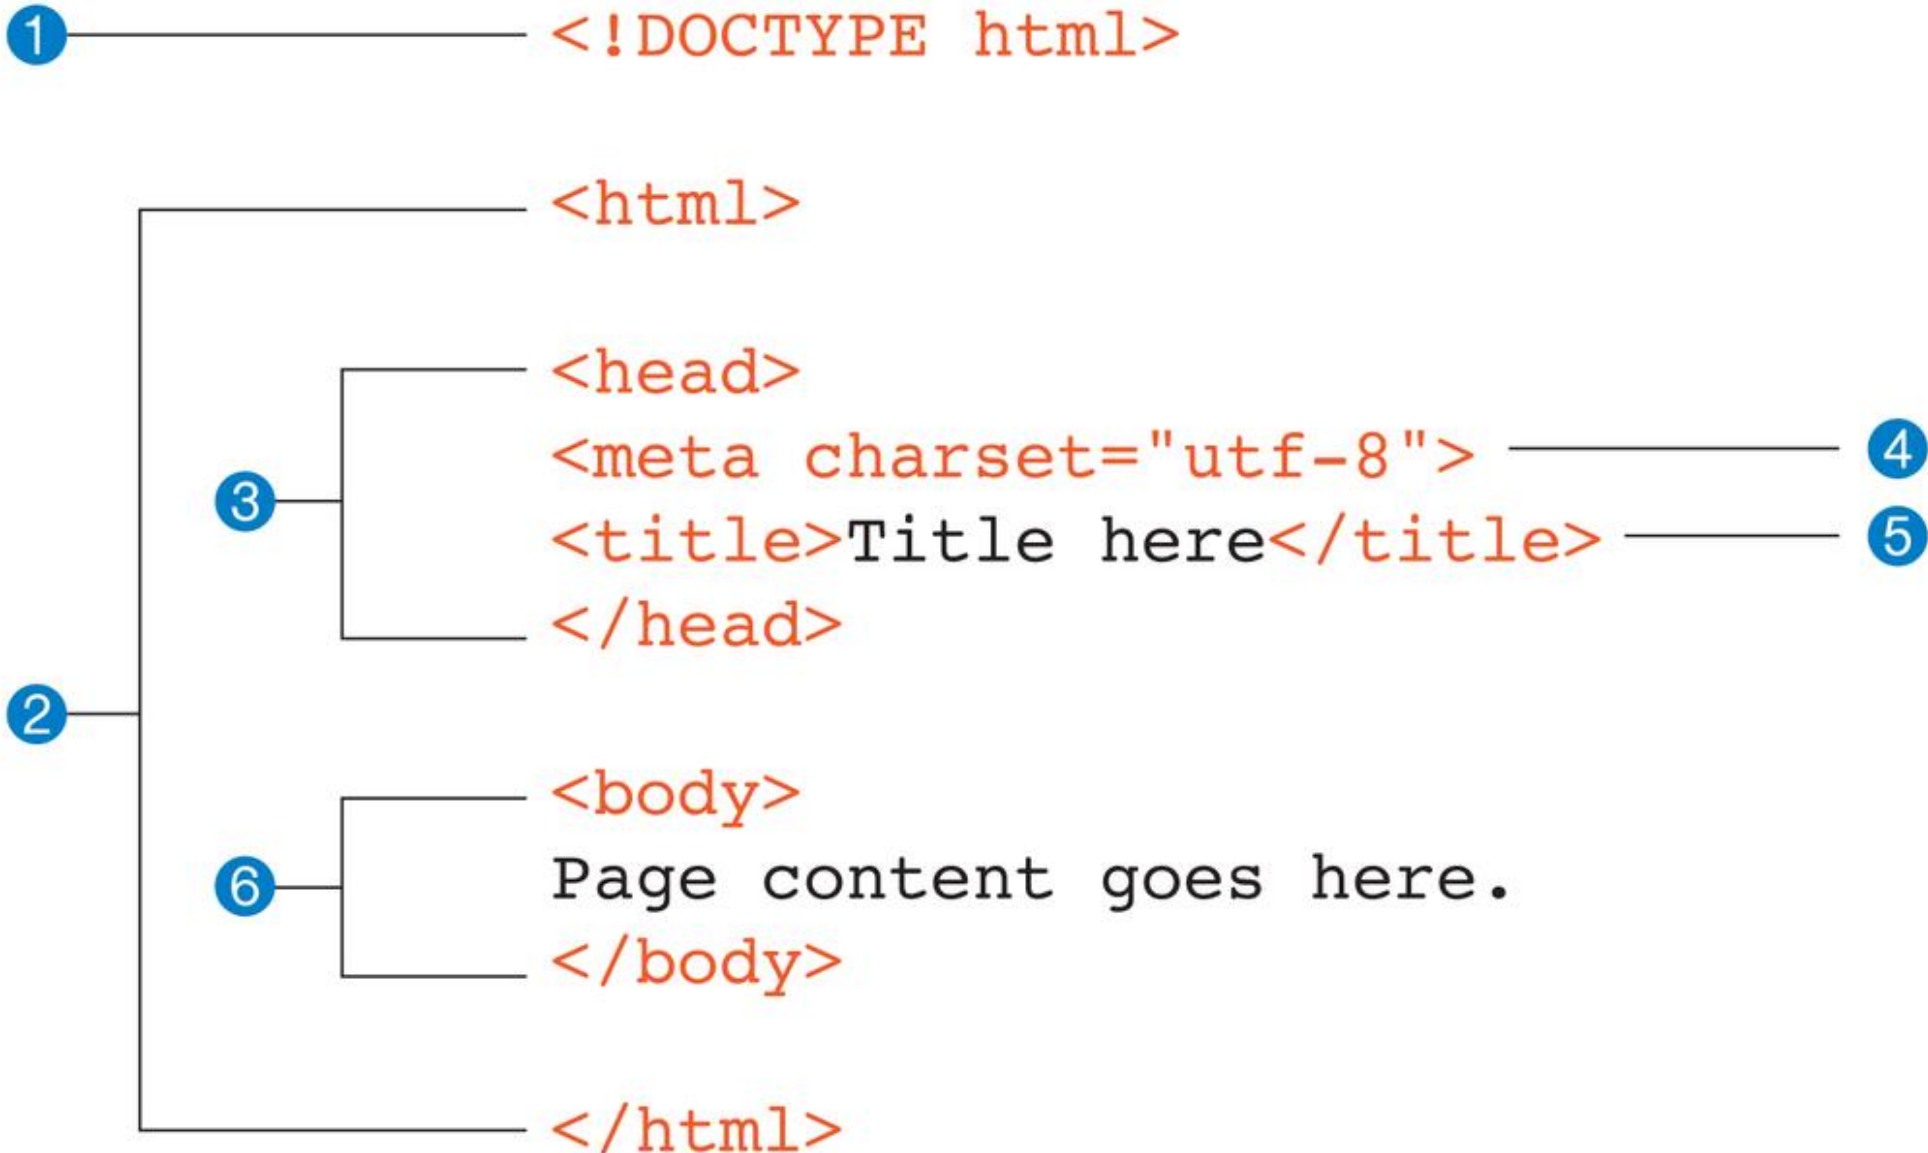 1 <!DOCTYPE html>
<html>
<head>
<meta charset="utf-8"> 4
3
<title>Title here</title> 5
</head>
2
<body>
6 Page content goes here.
</body>
</html>